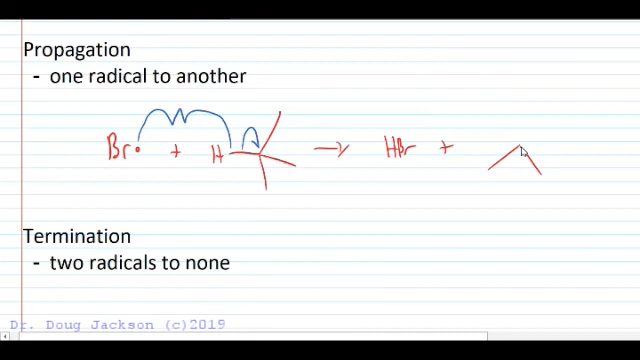 Propagation
- one radical to another
Br• + H → HBr +
Termination
- two radicals to none
Dr. Doug Jackson (c)2019